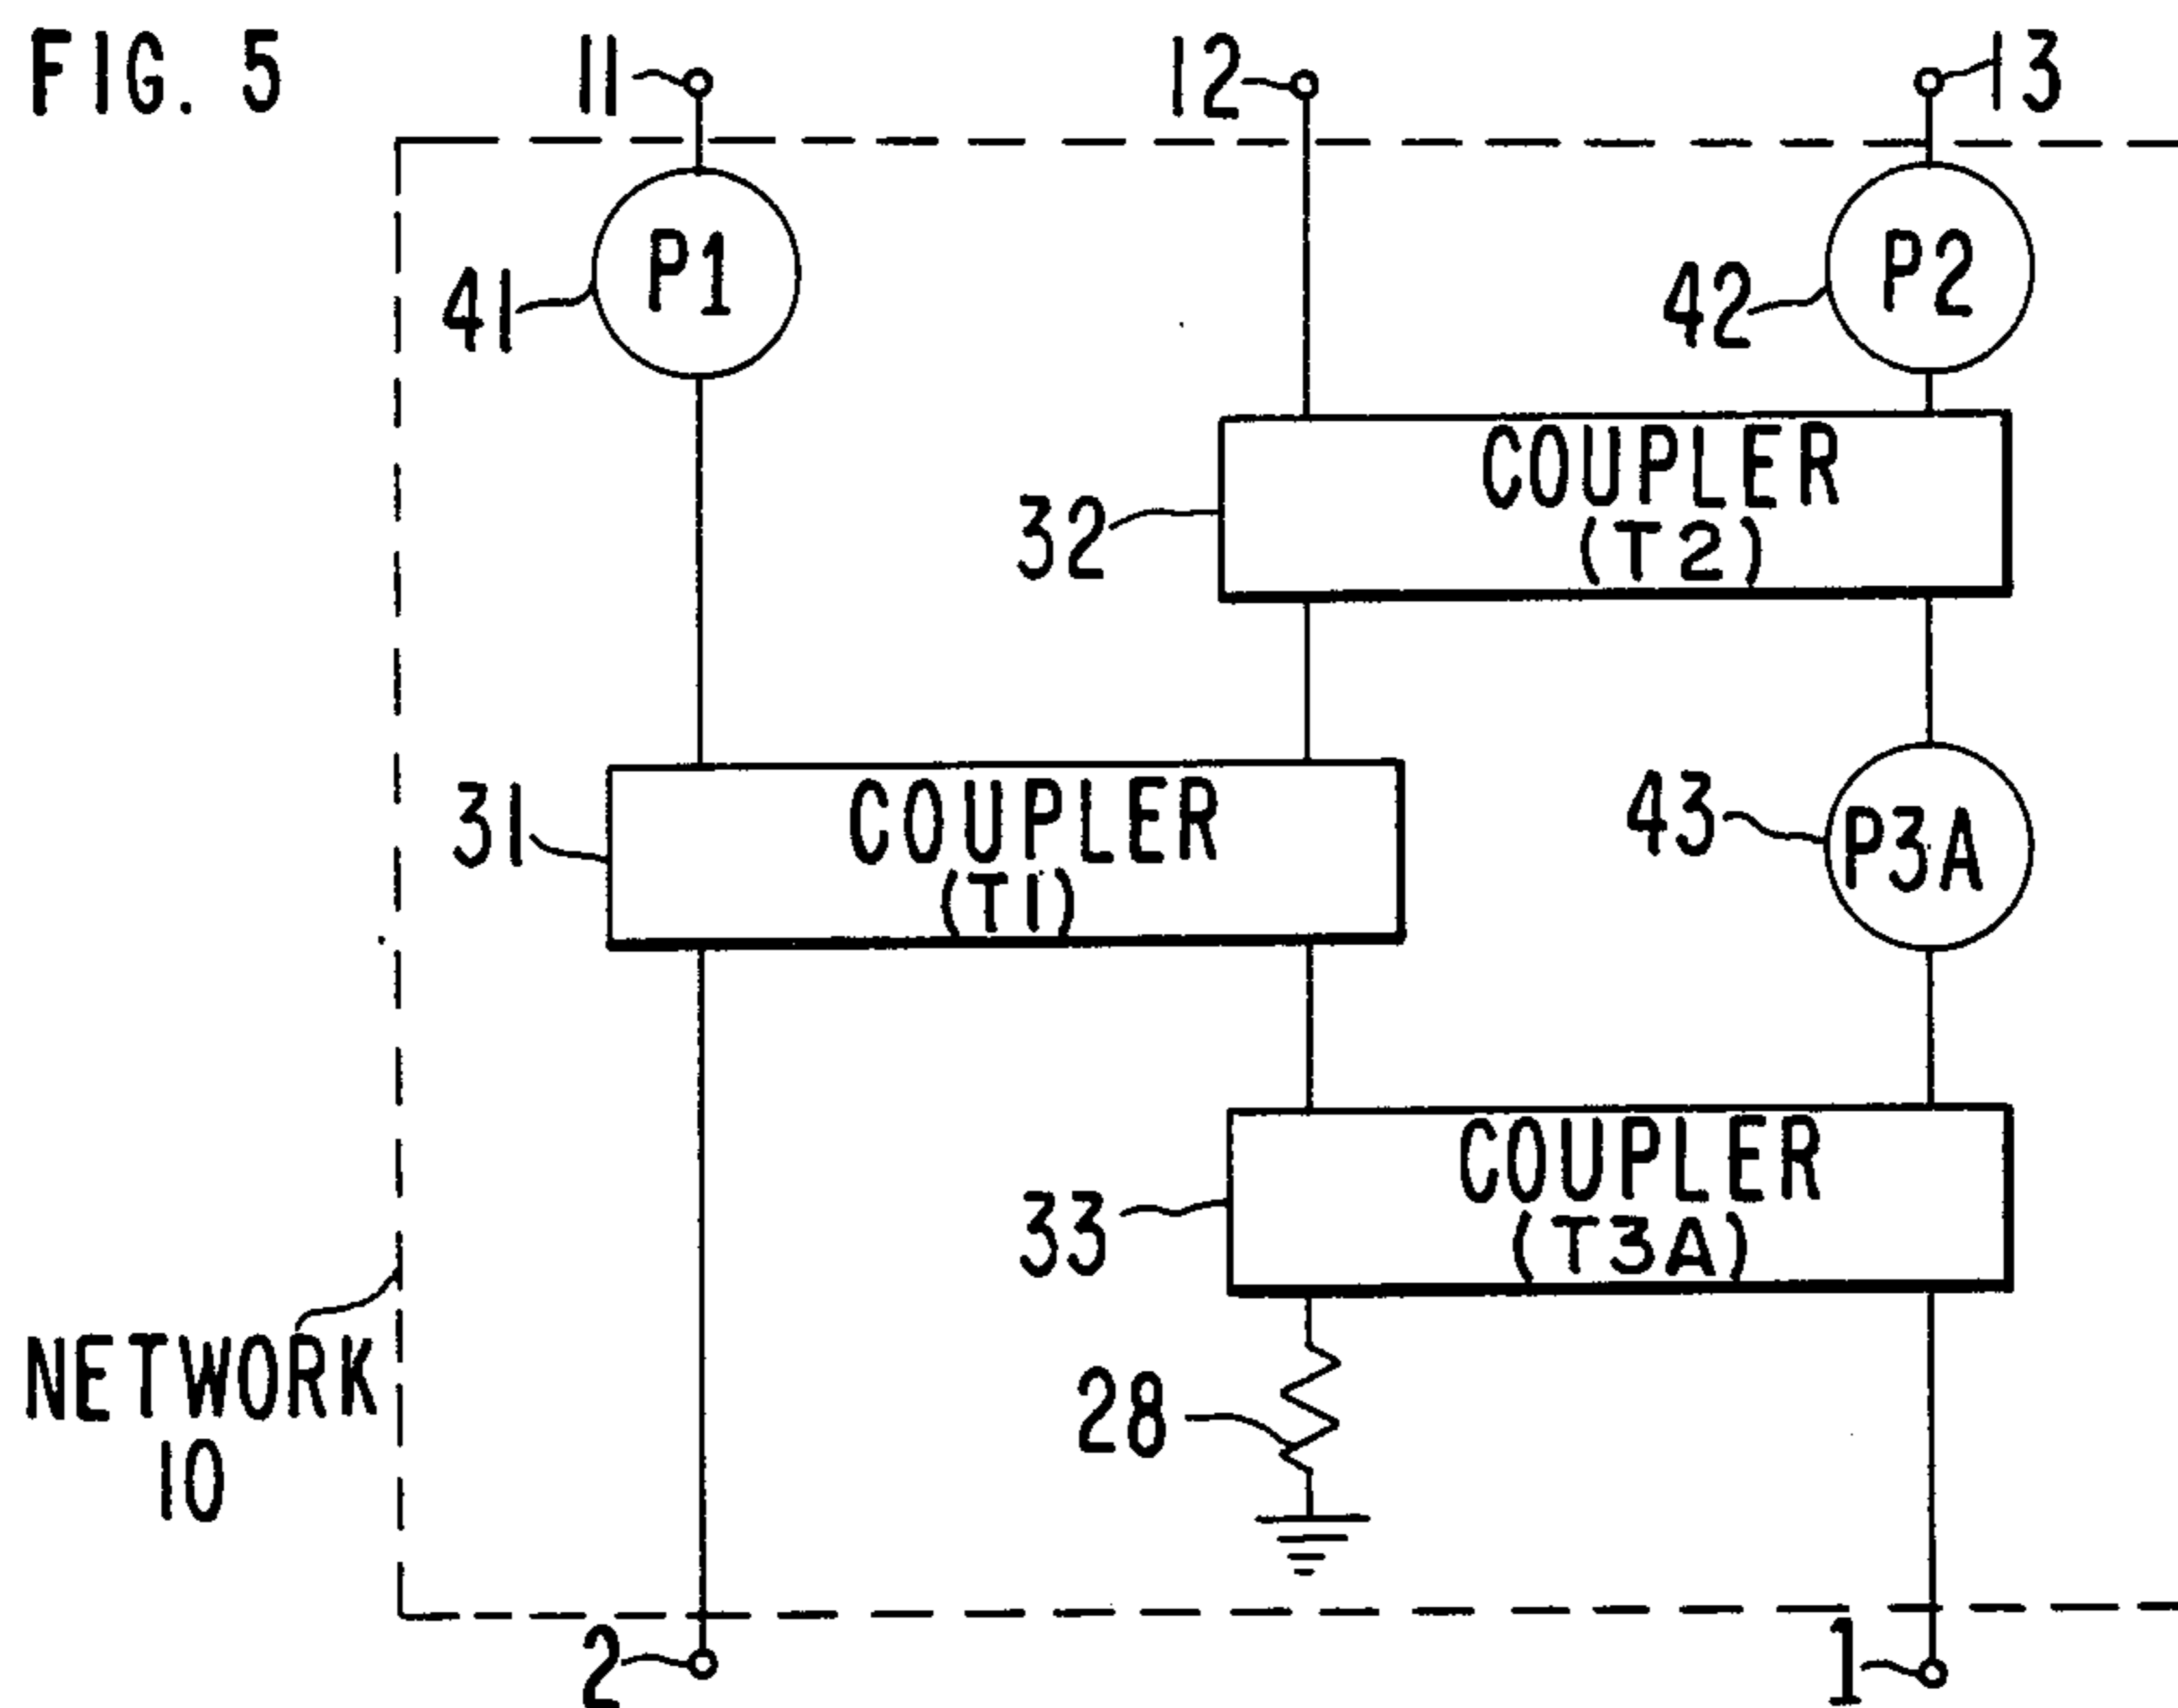 FIG. 5
11
12
13
P1
P2
41
42
COUPLER
(T2)
32
31
COUPLER
(T1)
43
P3A
COUPLER
(T3A)
33
NETWORK
10
28
2
1